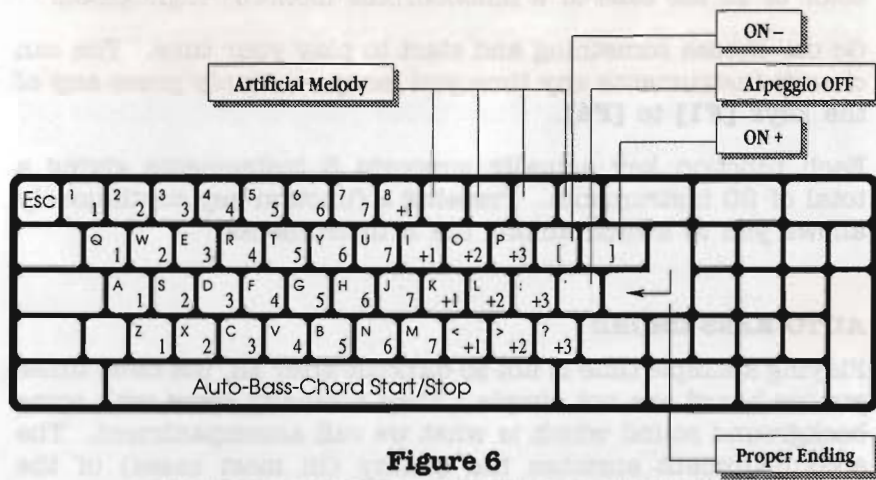 ON –
Artificial Melody Arpeggio OFF
ON +
Esc 1 2 3 4 5 6 7 8
1 2 3 4 5 6 7 +1
Q W E R T Y U I O P [ ]
1 2 3 4 5 6 7 +1 +2 +3
A S D F G H J K L :
1 2 3 4 5 6 7 +1 +2 +3
Z X C V B N M < > ?
1 2 3 4 5 6 7 +1 +2 +3
Auto-Bass-Chord Start/Stop
Figure 6
Proper Ending